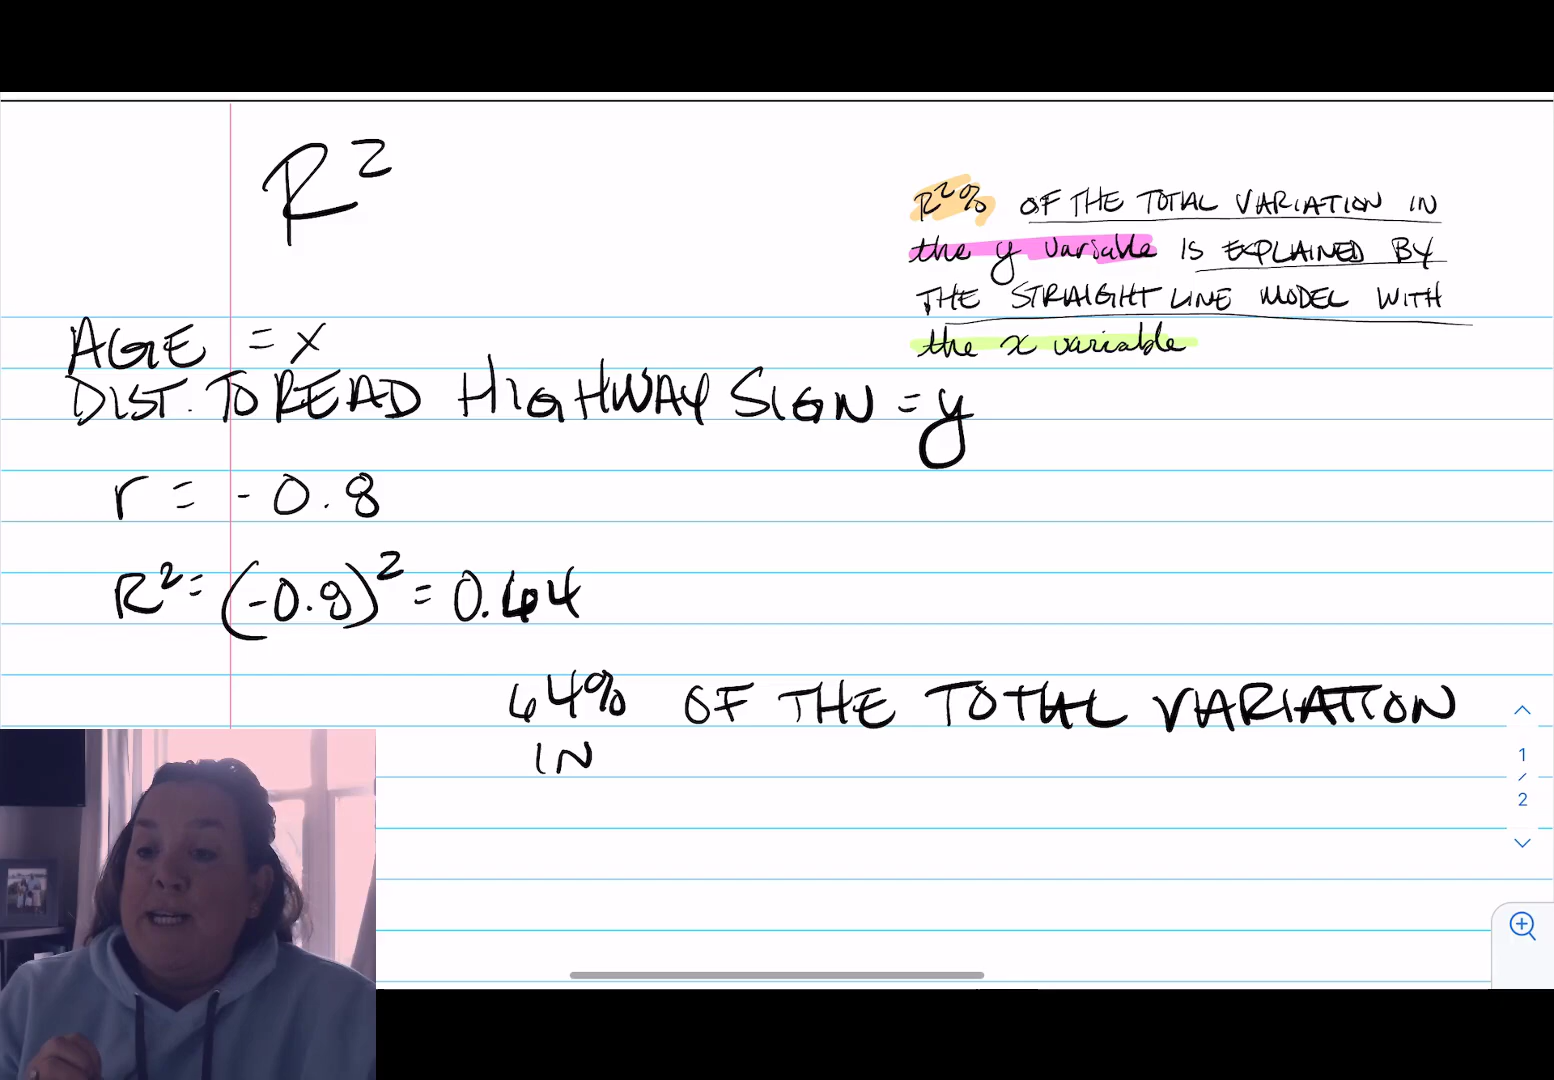 R²
R²% OF THE TOTAL VARIATION IN
the y variable IS EXPLAINED BY
THE STRAIGHT LINE MODEL WITH
the x variable
AGE = x
DIST. TO READ HIGHWAY SIGN = y
r = -0.8
R² = (-0.8)² = 0.64
64% OF THE TOTAL VARIATION
IN
1
/
2